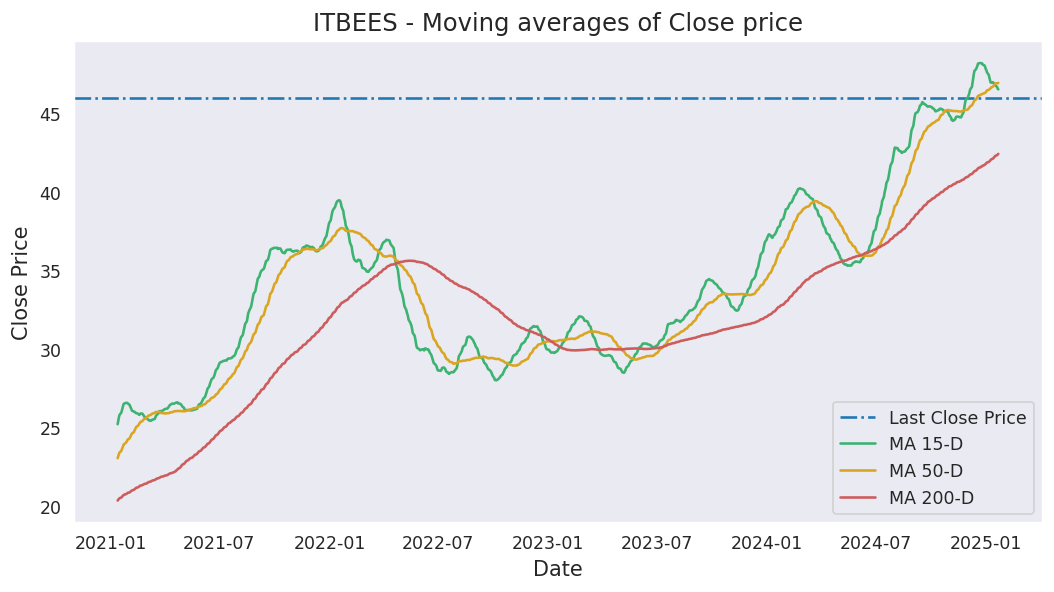 ITBEES - Moving averages of Close price
Close Price
45
40
35
30
25
20
Last Close Price
MA 15-D
MA 50-D
MA 200-D
2021-01 2021-07 2022-01 2022-07 2023-01 2023-07 2024-01 2024-07 2025-01
Date